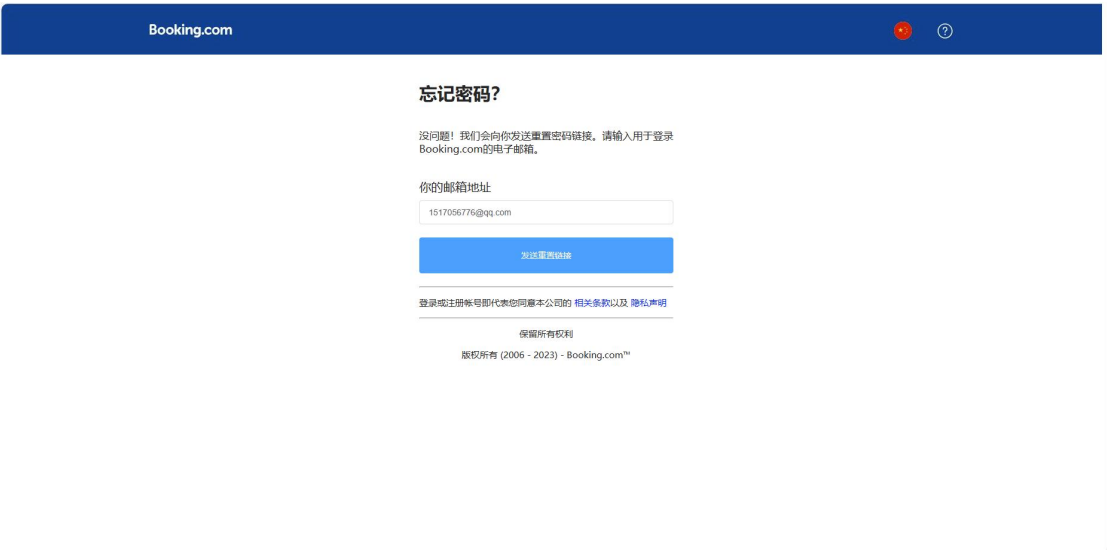 Booking.com
忘记密码？
没问题！我们会向你发送重置密码链接。请输入用于登录
Booking.com的电子邮箱。
你的邮箱地址
1517056776@qq.com
发送重置链接
登录或注册帐号即代表您同意本公司的 相关条款以及 隐私声明
保留所有权利
版权所有 (2006 - 2023) - Booking.com™